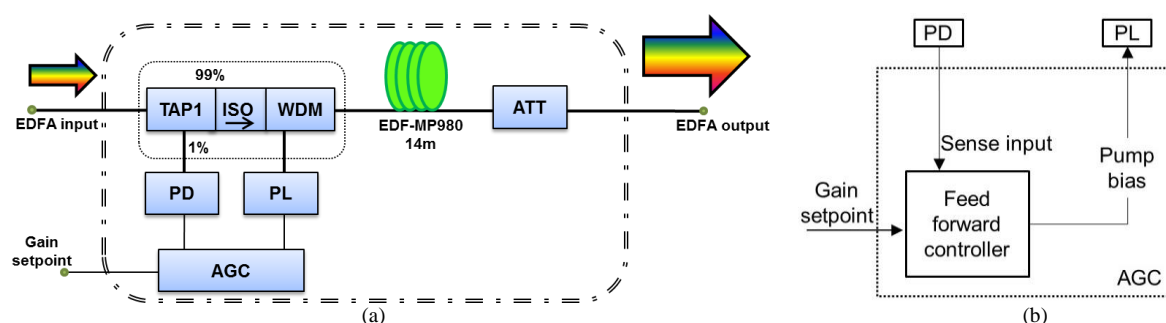 99%
TAP1
ISO
WDM
EDFA input
1%
PD
PL
Gain
setpoint
AGC
EDF-MP980
14m
ATT
EDFA output
(a)
PD
PL
Sense input
Pump
bias
Gain
setpoint
Feed
forward
controller
AGC
(b)